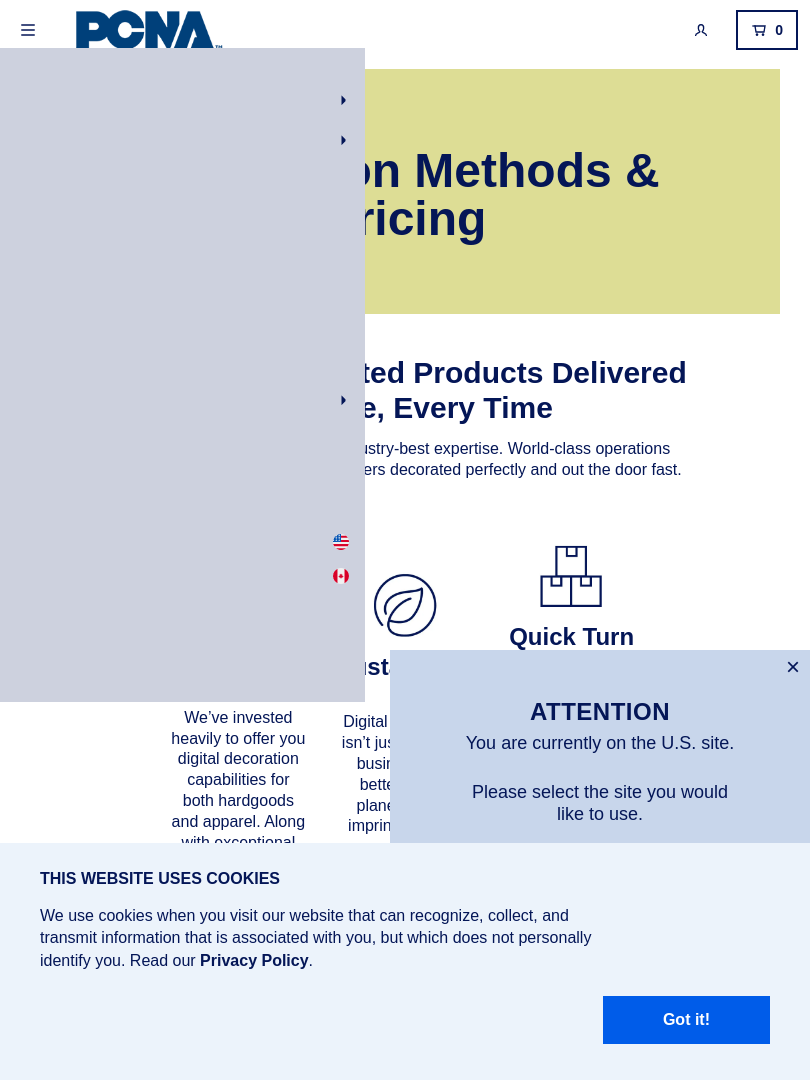 PCNA™
0
on Methods &
ricing
ted Products Delivered
e, Every Time
ustry-best expertise. World-class operations
ers decorated perfectly and out the door fast.
Quick Turn
usta
We’ve invested
heavily to offer you
digital decoration
capabilities for
both hardgoods
and apparel. Along
with exceptional
Digital
isn’t jus
busin
bette
plane
imprin
ATTENTION
You are currently on the U.S. site.
Please select the site you would
like to use.
THIS WEBSITE USES COOKIES
We use cookies when you visit our website that can recognize, collect, and
transmit information that is associated with you, but which does not personally
identify you. Read our Privacy Policy.
Got it!